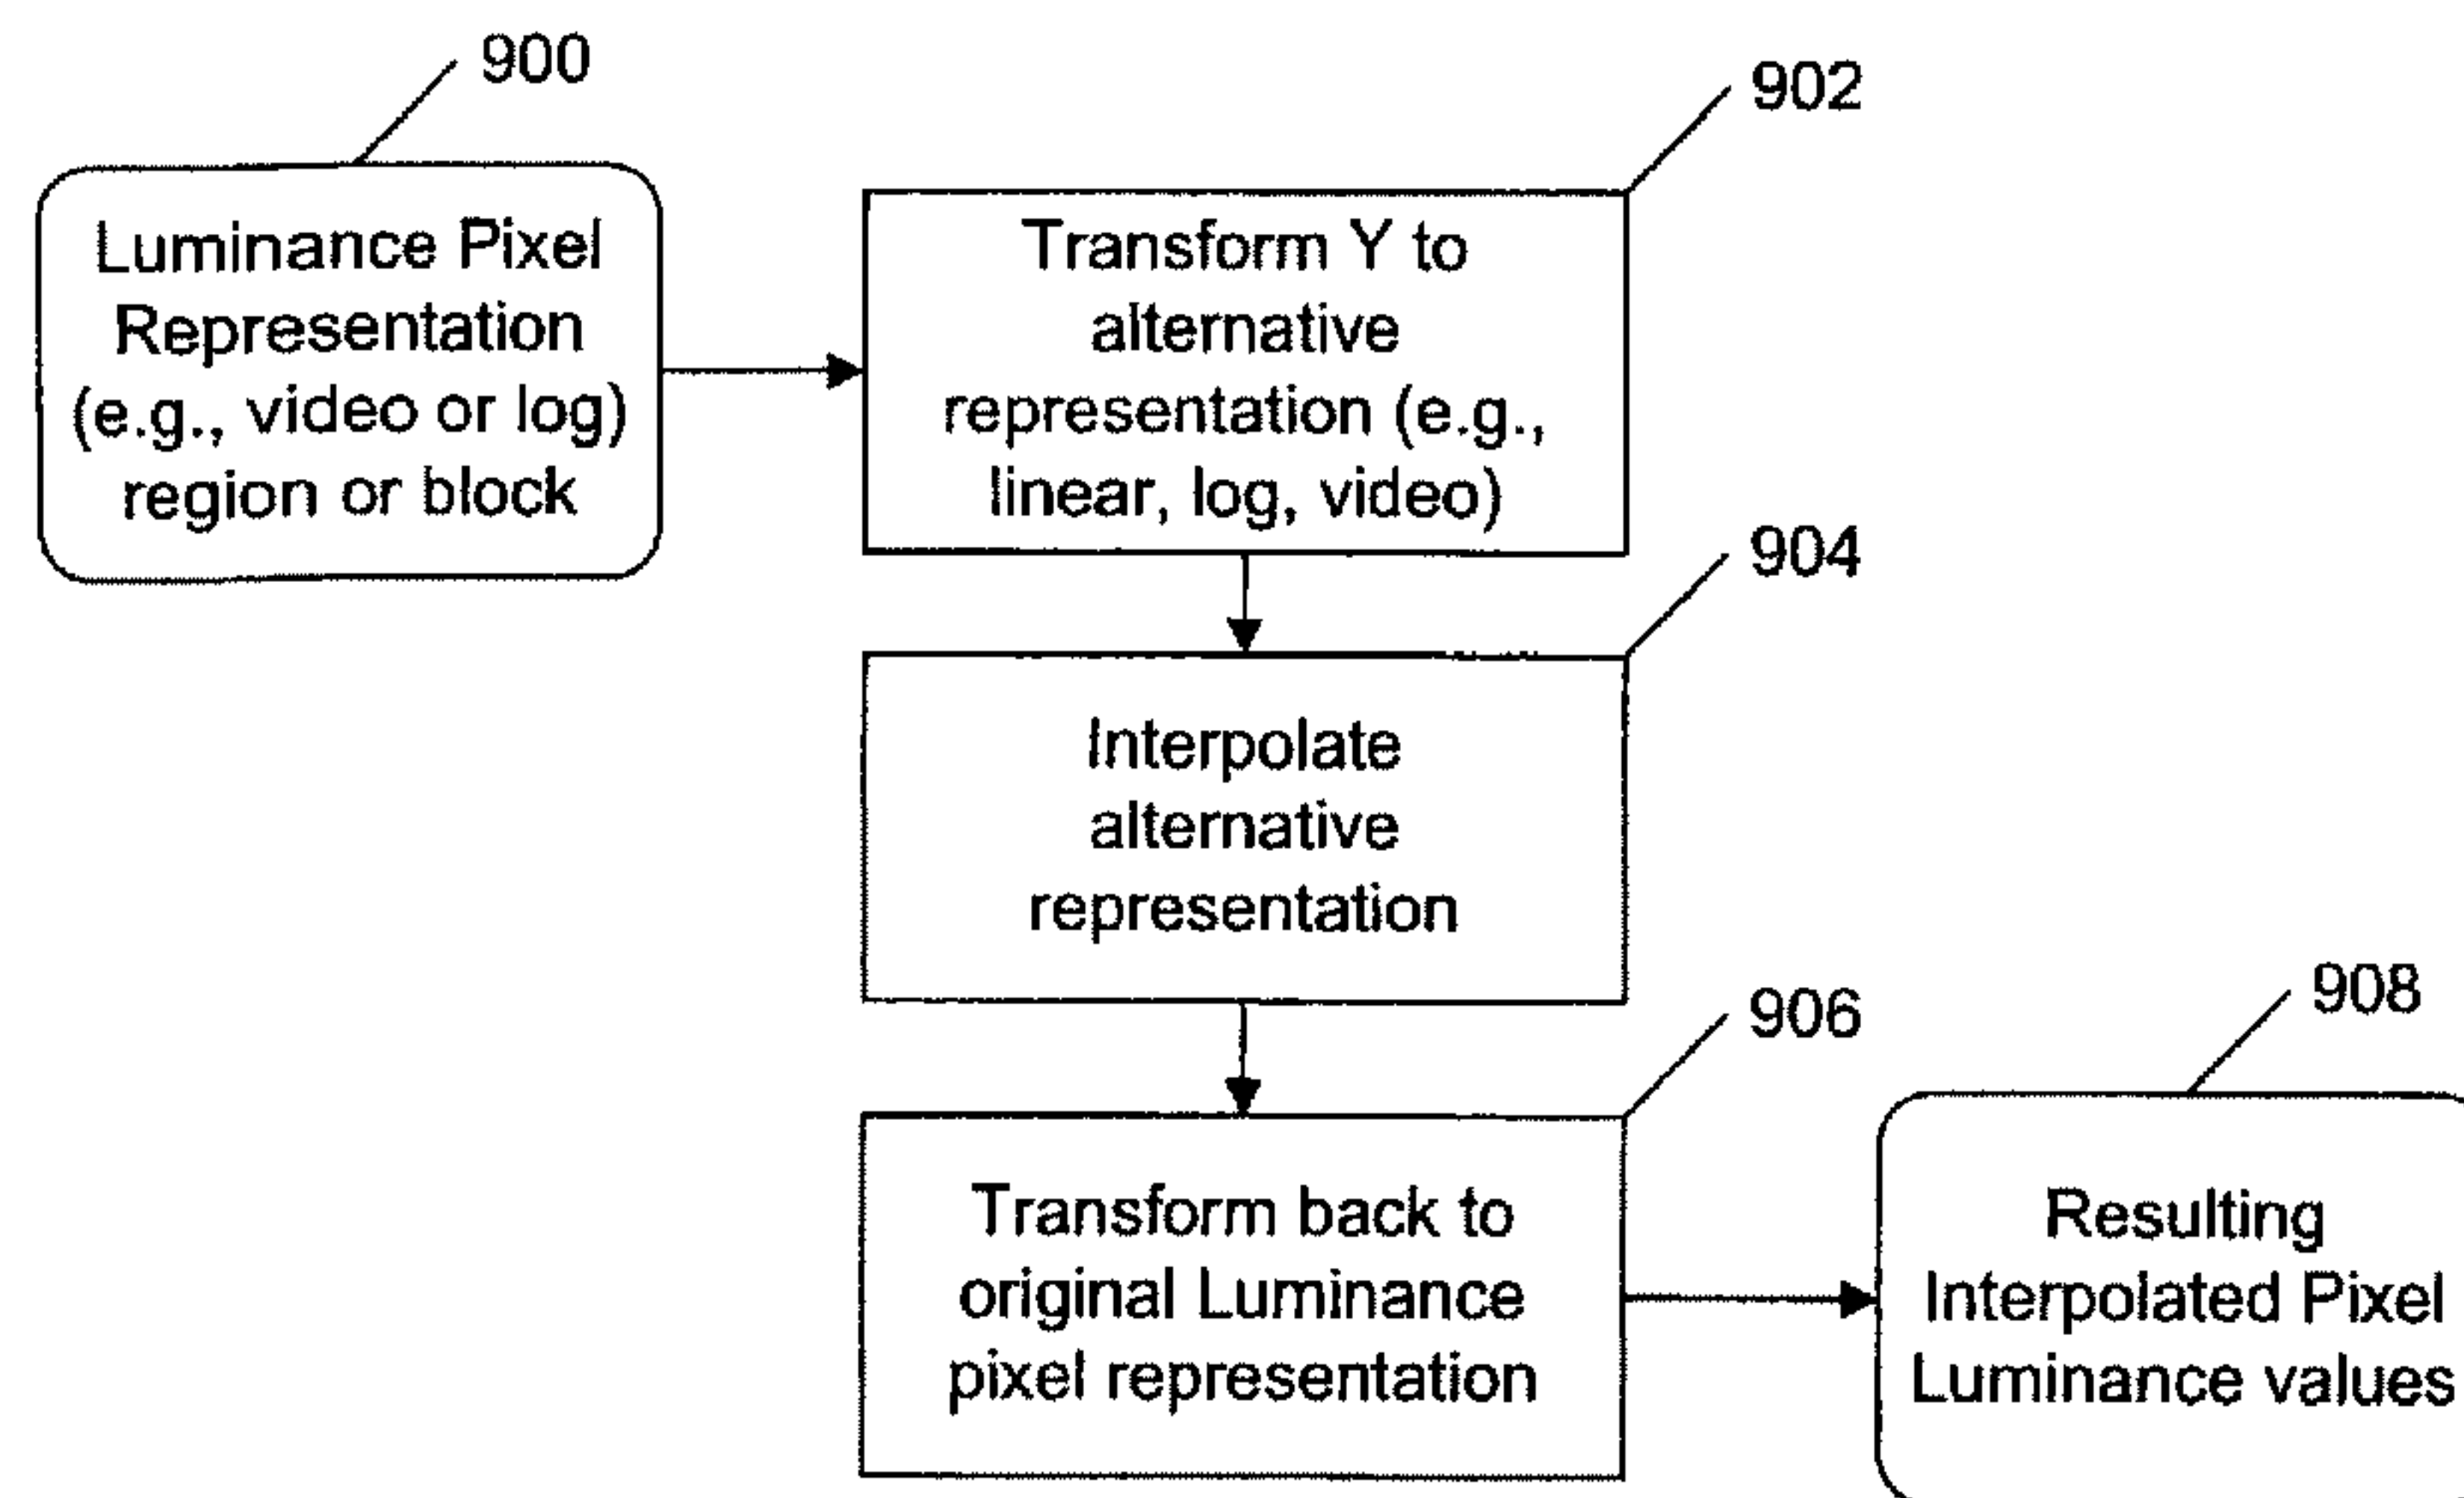 900
Luminance Pixel
Representation
(e.g., video or log)
region or block
902
Transform Y to
alternative
representation (e.g.,
linear, log, video)
904
Interpolate
alternative
representation
906
Transform back to
original Luminance
pixel representation
908
Resulting
Interpolated Pixel
Luminance values